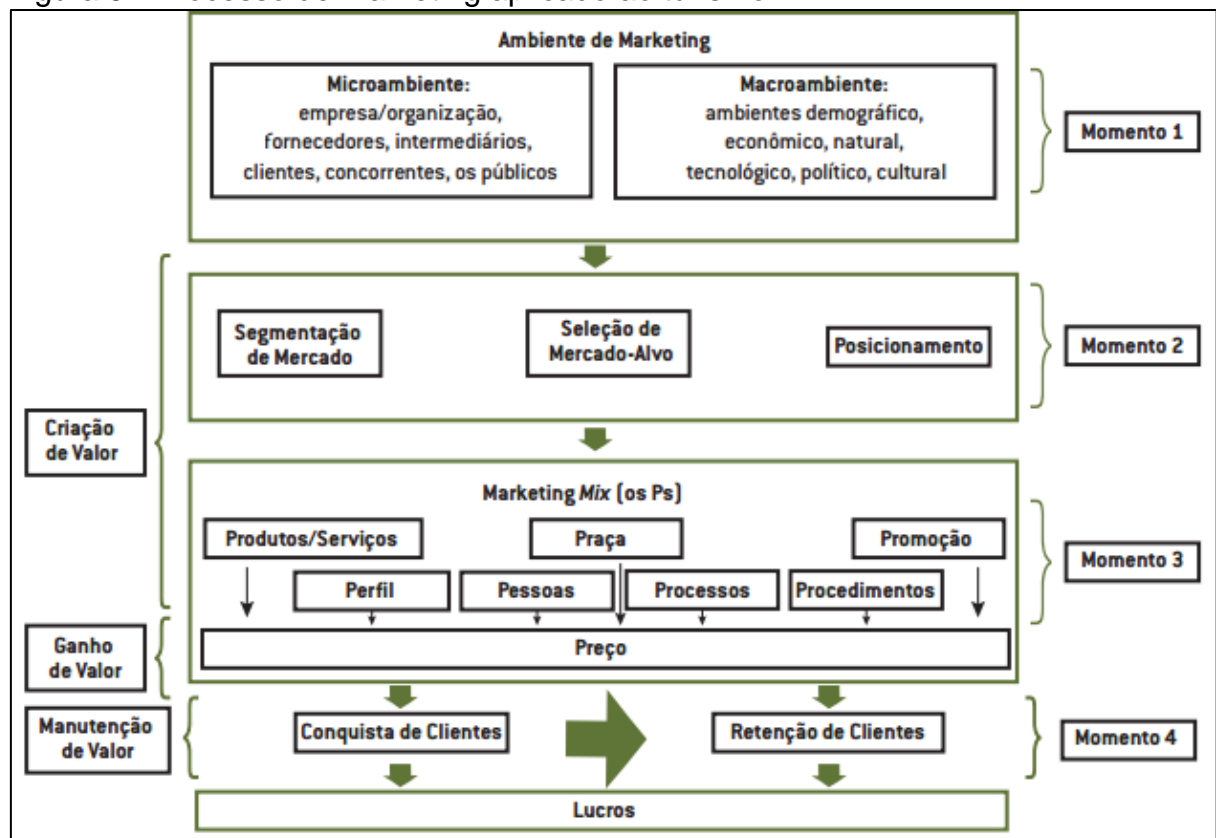 Ambiente de Marketing
Microambiente:
empresa/organização,
fornecedores, intermediários,
clientes, concorrentes, os públicos
Macroambiente:
ambientes demográfico,
econômico, natural,
tecnológico, político, cultural
Momento 1
Segmentação
de Mercado
Seleção de
Mercado-Alvo
Posicionamento
Momento 2
Criação
de Valor
Marketing Mix (os Ps)
Produtos/Serviços
Praça
Promoção
Perfil
Pessoas
Processos
Procedimentos
Momento 3
Preço
Ganho
de Valor
Manutenção
de Valor
Conquista de Clientes
Retenção de Clientes
Momento 4
Lucros